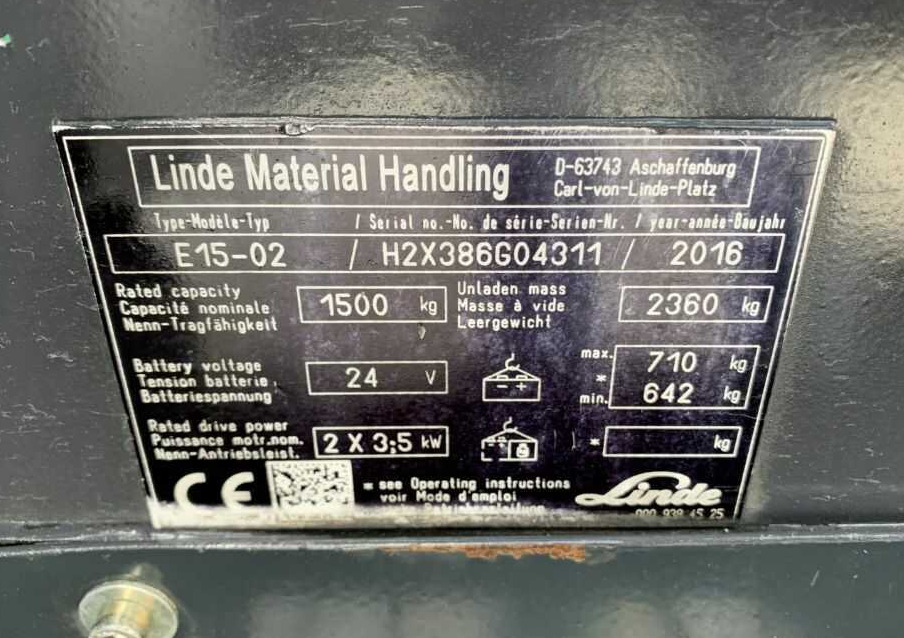 Linde Material Handling
D-63743 Aschaffenburg
Carl-von-Linde-Platz
Type-Modèle-Typ / Serial no.-No. de série-Serien-Nr. / year-année-Baujahr
E15-02 / H2X386G04311 / 2016
Rated capacity
Capacité nominale
Nenn-Tragfähigkeit
1500 kg
Unladen mass
Masse à vide
Leergewicht
2360 kg
Battery voltage
Tension batterie
Batteriespannung
24 V
- +
max. 710 kg
*
min. 642 kg
Rated drive power
Puissance motr.nom.
Nenn-Antriebsleist.
2 X 3,5 kW
* kg
CE
* see Operating instructions
voir Mode d'emploi
Linde
000 939 45 25